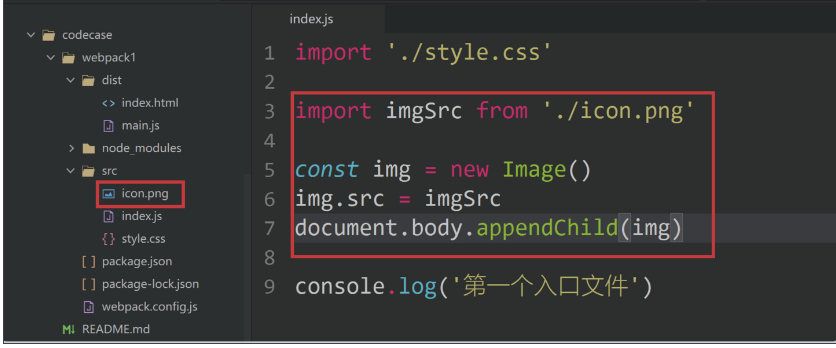 codecase
webpack1
dist
<> index.html
main.js
node_modules
src
icon.png
index.js
{} style.css
[ ] package.json
[ ] package-lock.json
webpack.config.js
M↓ README.md
index.js
1 import './style.css'
2
3 import imgSrc from './icon.png'
4
5 const img = new Image()
6 img.src = imgSrc
7 document.body.appendChild(img)
8
9 console.log('第一个入口文件')